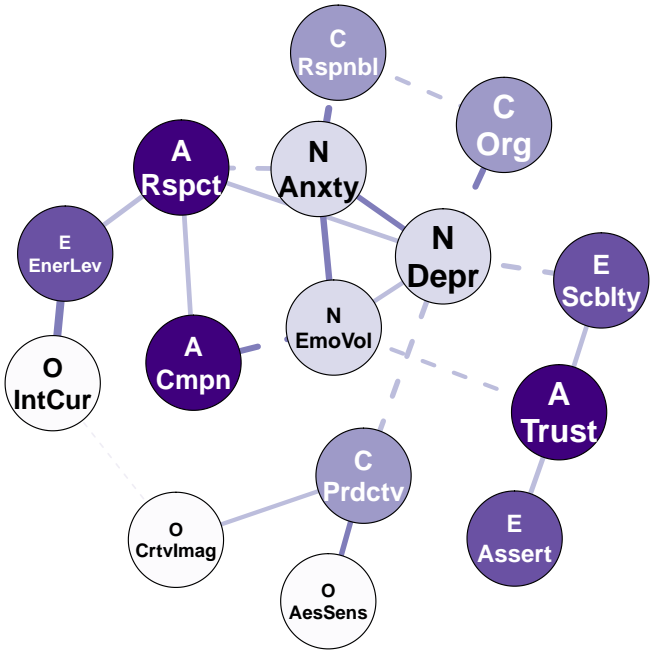 C
Rspnbl
C
Org
A
Rspct
N
Anxty
E
EnerLev
N
Depr
E
Scblty
N
EmoVol
A
Cmpn
O
IntCur
A
Trust
C
Prdctv
O
CrtvImag
E
Assert
O
AesSens